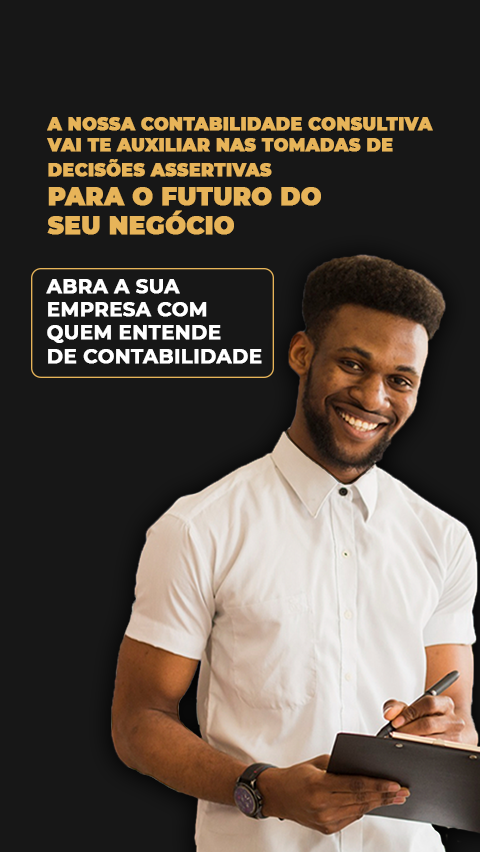 A NOSSA CONTABILIDADE CONSULTIVA
VAI TE AUXILIAR NAS TOMADAS DE
DECISÕES ASSERTIVAS
PARA O FUTURO DO
SEU NEGÓCIO
ABRA A SUA
EMPRESA COM
QUEM ENTENDE
DE CONTABILIDADE